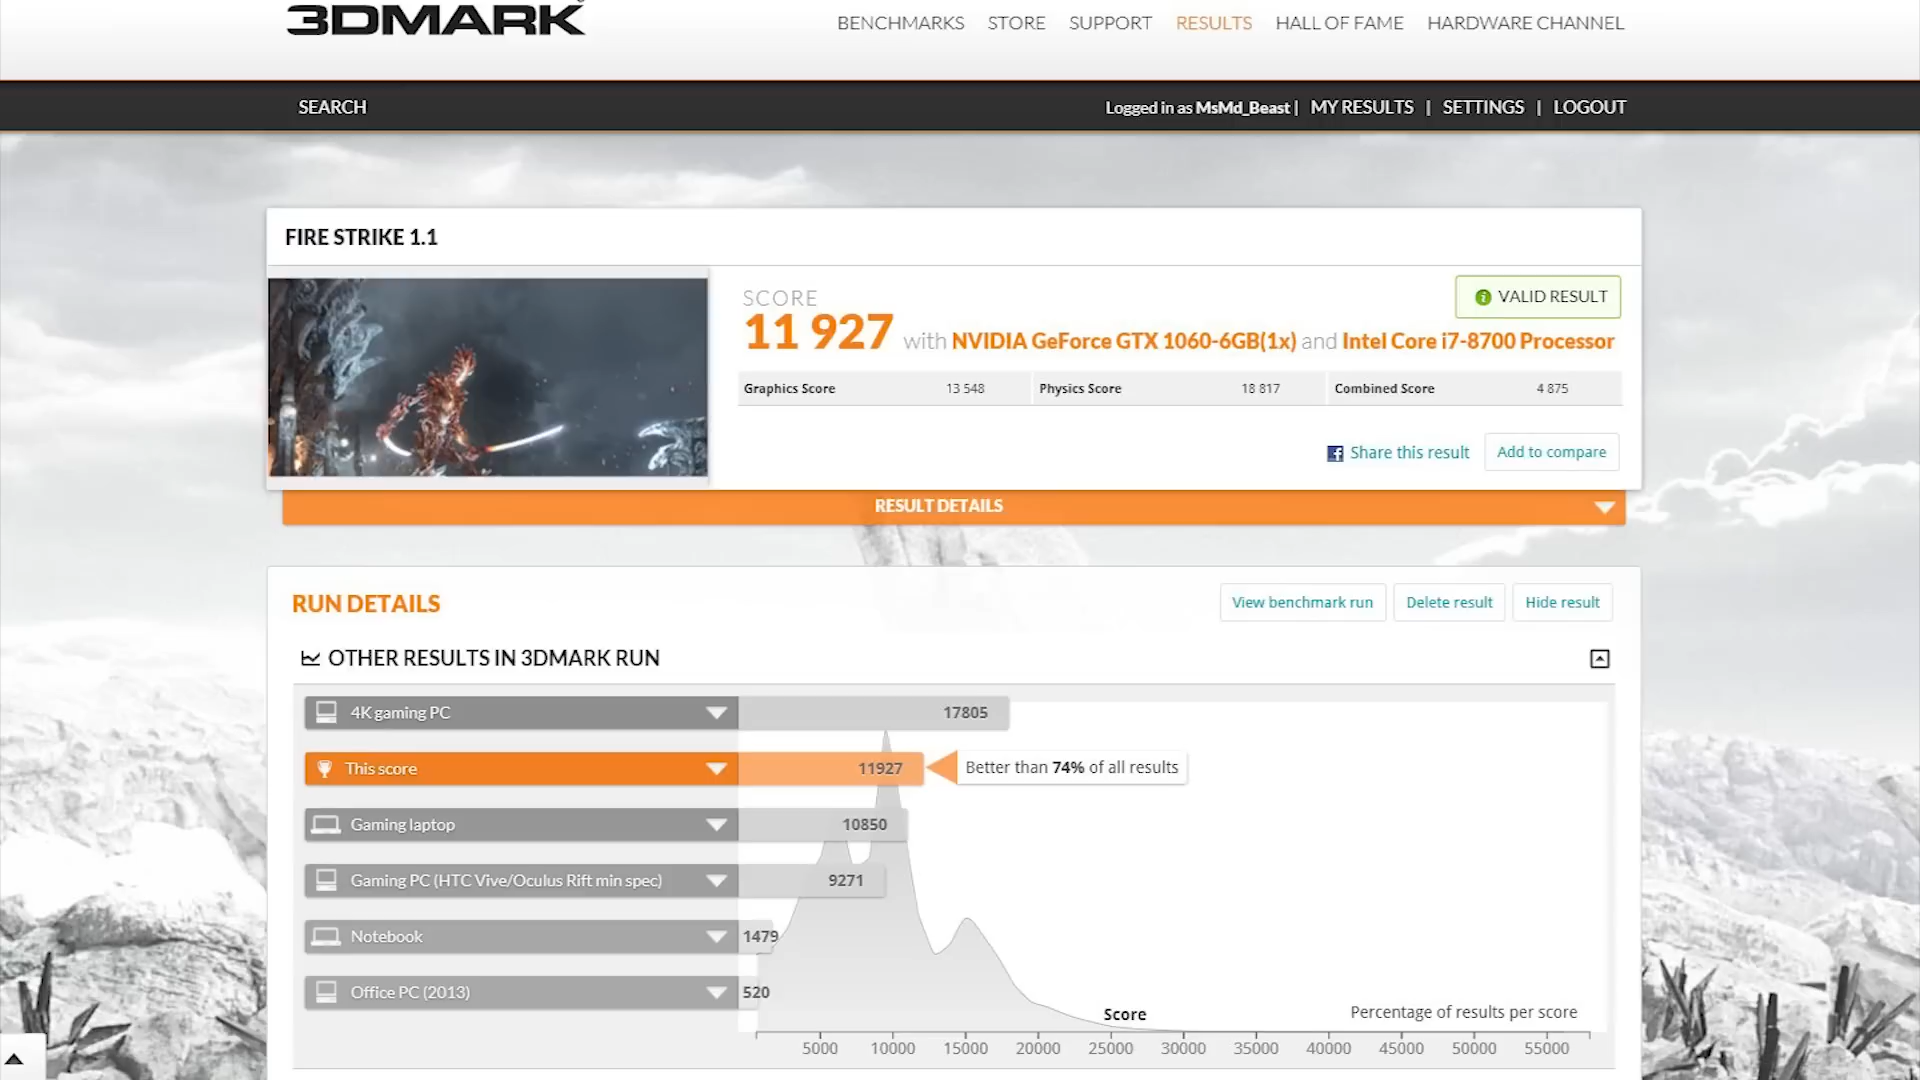 3DMARK
BENCHMARKS STORE SUPPORT RESULTS HALL OF FAME HARDWARE CHANNEL
SEARCH
Logged in as MsMd_Beast | MY RESULTS | SETTINGS | LOGOUT
FIRE STRIKE 1.1
VALID RESULT
SCORE
11 927 with NVIDIA GeForce GTX 1060-6GB(1x) and Intel Core i7-8700 Processor
Graphics Score 13 548 Physics Score 18 817 Combined Score 4 875
Share this result Add to compare
RESULT DETAILS
RUN DETAILS
View benchmark run Delete result Hide result
OTHER RESULTS IN 3DMARK RUN
4K gaming PC 17805
This score 11927 Better than 74% of all results
Gaming laptop 10850
Gaming PC (HTC Vive/Oculus Rift min spec) 9271
Notebook 1479
Office PC (2013) 520
Score Percentage of results per score
5000 10000 15000 20000 25000 30000 35000 40000 45000 50000 55000